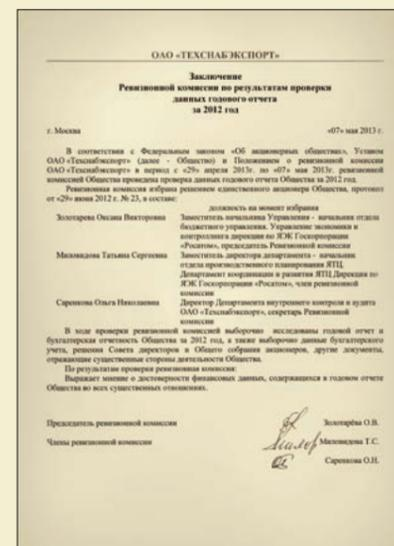 ОАО «ТЕХСНАБЭКСПОРТ»
Заключение
Ревизионной комиссии по результатам проверки
данных годового отчета
за 2012 год
г. Москва «07» мая 2013 г.
В соответствии с Федеральным законом «Об акционерных обществах», Уставом
ОАО «Техснабэкспорт» (далее - Общество) и Положением о ревизионной комиссии
ОАО «Техснабэкспорт» в период с «29» апреля 2013г. по «07» мая 2013г. ревизионной
комиссией Общества проведена проверка данных годового отчета Общества за 2012 год.
Ревизионная комиссия избрана решением единственного акционера Общества, протокол
от «29» июня 2012 г. № 23, в составе:
должность на момент избрания
Золотарева Оксана Викторовна Заместитель начальника Управления - начальник отдела
бюджетного управления. Управление экономики и
контроллинга дирекции по ЯЭК Госкорпорации
«Росатом», председатель Ревизионной комиссии
Миловидова Татьяна Сергеевна Заместитель директора департамента - начальник
отдела производственного планирования ЯТЦ.
Департамент координации и развития ЯТЦ Дирекции по
ЯЭК Госкорпорации «Росатом», член ревизионной
комиссии
Саренкова Ольга Николаевна Директор Департамента внутреннего контроля и аудита
ОАО «Техснабэкспорт», секретарь Ревизионной
комиссии
В ходе проверки ревизионной комиссией выборочно исследованы годовой отчет и
бухгалтерская отчетность Общества за 2012 год, а также выборочно данные бухгалтерского
учета, решения Совета директоров и Общего собрания акционеров, другие документы,
отражающие существенные стороны деятельности Общества.
По результатам проверки ревизионная комиссия:
Выражает мнение о достоверности финансовых данных, содержащихся в годовом отчете
Общества во всех существенных отношениях.
Председатель ревизионной комиссии Золотарёва О.В.
Члены ревизионной комиссии Миловидова Т.С.
Саренкова О.Н.